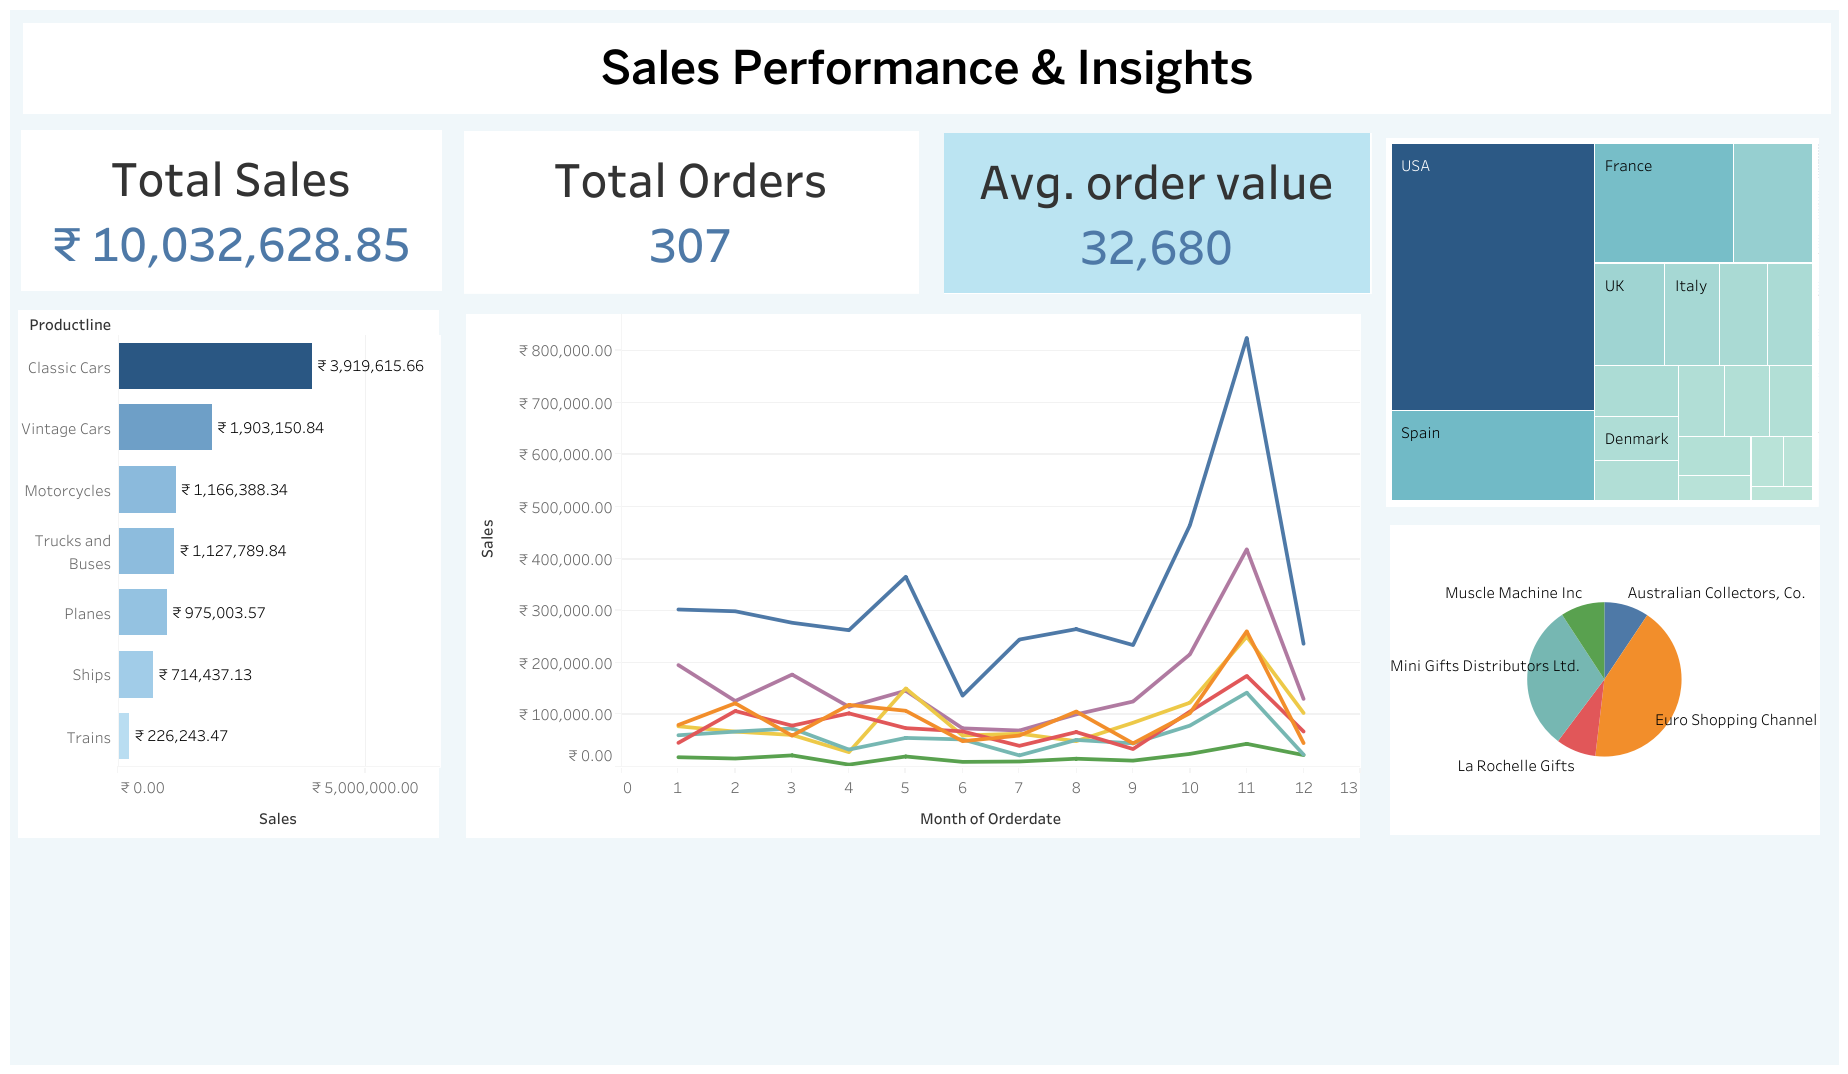 Sales Performance & Insights
Total Sales
₹ 10,032,628.85
Total Orders
307
Avg. order value
32,680
Productline
Classic Cars
₹ 3,919,615.66
Vintage Cars
₹ 1,903,150.84
Motorcycles
₹ 1,166,388.34
Trucks and
Buses
₹ 1,127,789.84
Planes
₹ 975,003.57
Ships
₹ 714,437.13
Trains
₹ 226,243.47
₹ 0.00
₹ 5,000,000.00
Sales
₹ 800,000.00
₹ 700,000.00
₹ 600,000.00
₹ 500,000.00
₹ 400,000.00
₹ 300,000.00
₹ 200,000.00
₹ 100,000.00
₹ 0.00
Sales
0 1 2 3 4 5 6 7 8 9 10 11 12 13
Month of Orderdate
USA
France
UK
Italy
Spain
Denmark
Muscle Machine Inc
Australian Collectors, Co.
Mini Gifts Distributors Ltd.
Euro Shopping Channel
La Rochelle Gifts